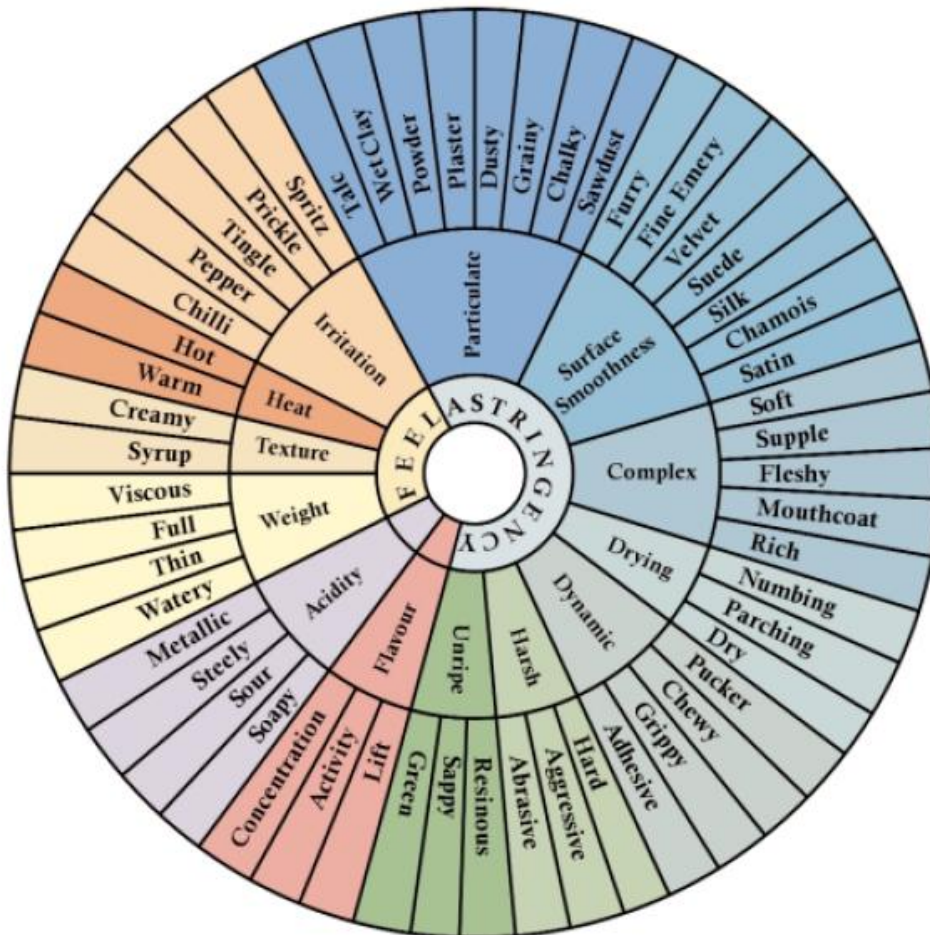 FEEL
ASTRINGENCY
Particulate
Talc
Wet Clay
Powder
Plaster
Dusty
Grainy
Chalky
Sawdust
Surface
Smoothness
Furry
Fine Emery
Velvet
Suede
Silk
Chamois
Satin
Complex
Soft
Supple
Fleshy
Mouthcoat
Rich
Drying
Numbing
Parching
Dry
Dynamic
Pucker
Chewy
Grippy
Adhesive
Harsh
Hard
Aggressive
Abrasive
Unripe
Resinous
Sappy
Green
Flavour
Lift
Activity
Concentration
Acidity
Soapy
Sour
Steely
Metallic
Weight
Watery
Thin
Full
Viscous
Texture
Syrup
Creamy
Heat
Warm
Hot
Irritation
Chilli
Pepper
Tingle
Prickle
Spritz